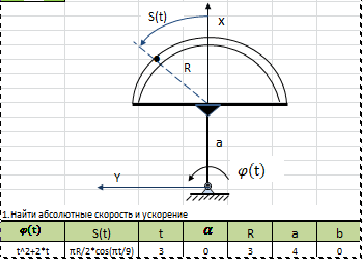 S(t)
x
R
a
φ(t)
Y
1.Найти абсолютные скорость и ускорение
φ(t) S(t) t α R a b
t^2+2*t πR/2*cos(πt/9) 3 0 3 4 0